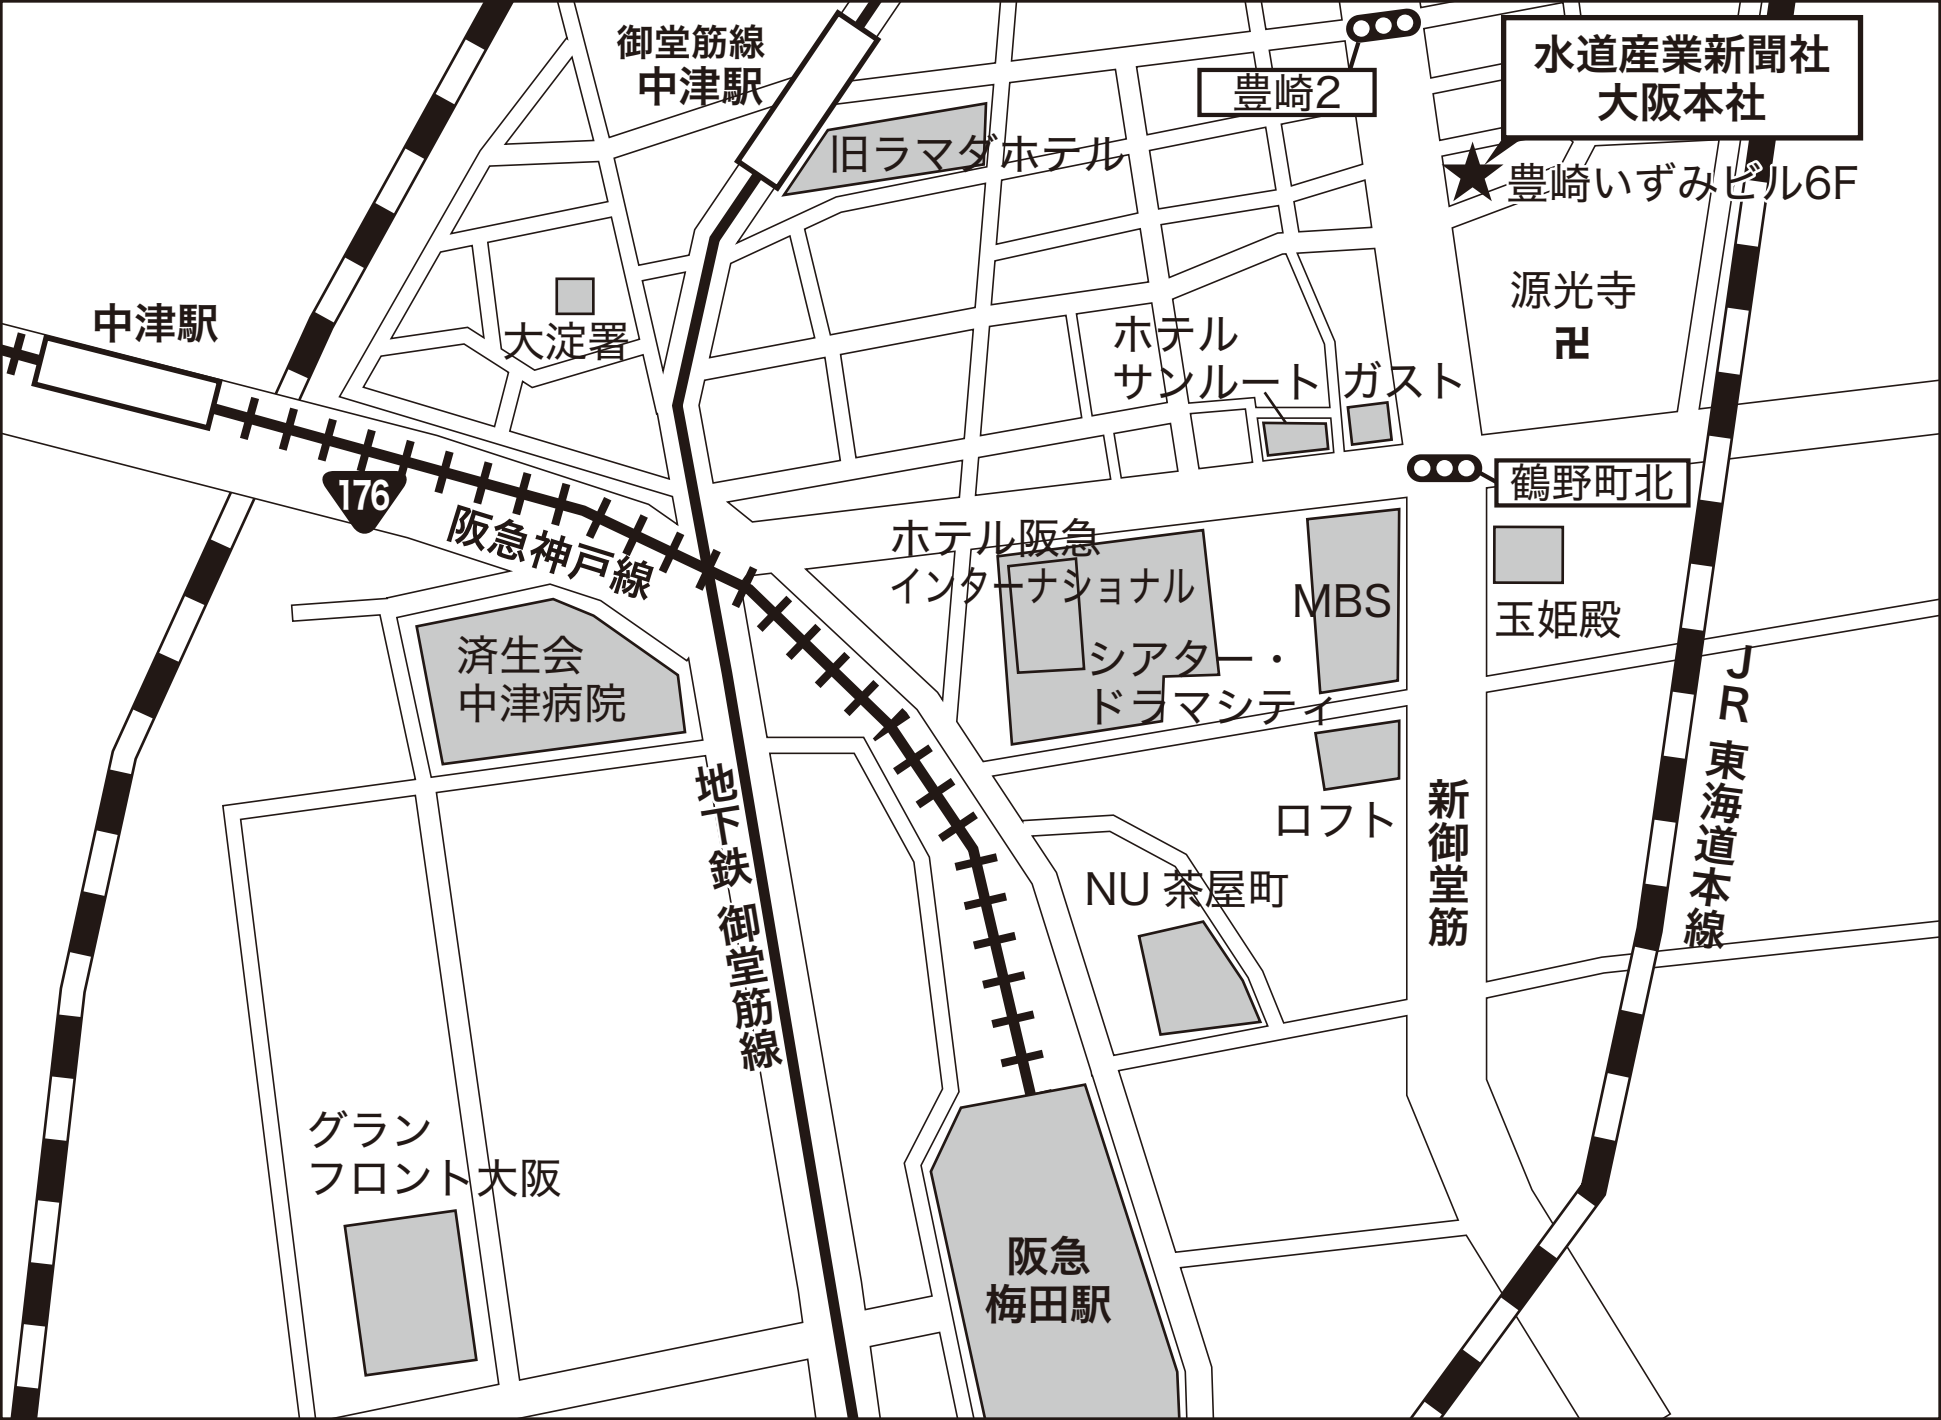 御堂筋線
中津駅
豊崎2
水道産業新聞社
大阪本社
旧ラマダホテル
豊崎いずみビル6F
源光寺
中津駅
大淀署
ホテル
サンルート
ガスト
176
阪急神戸線
鶴野町北
ホテル阪急
インターナショナル
MBS
玉姫殿
済生会
中津病院
シアター・
ドラマシティ
JR 東海道本線
地下鉄 御堂筋線
ロフト
新御堂筋
NU 茶屋町
グラン
フロント大阪
阪急
梅田駅